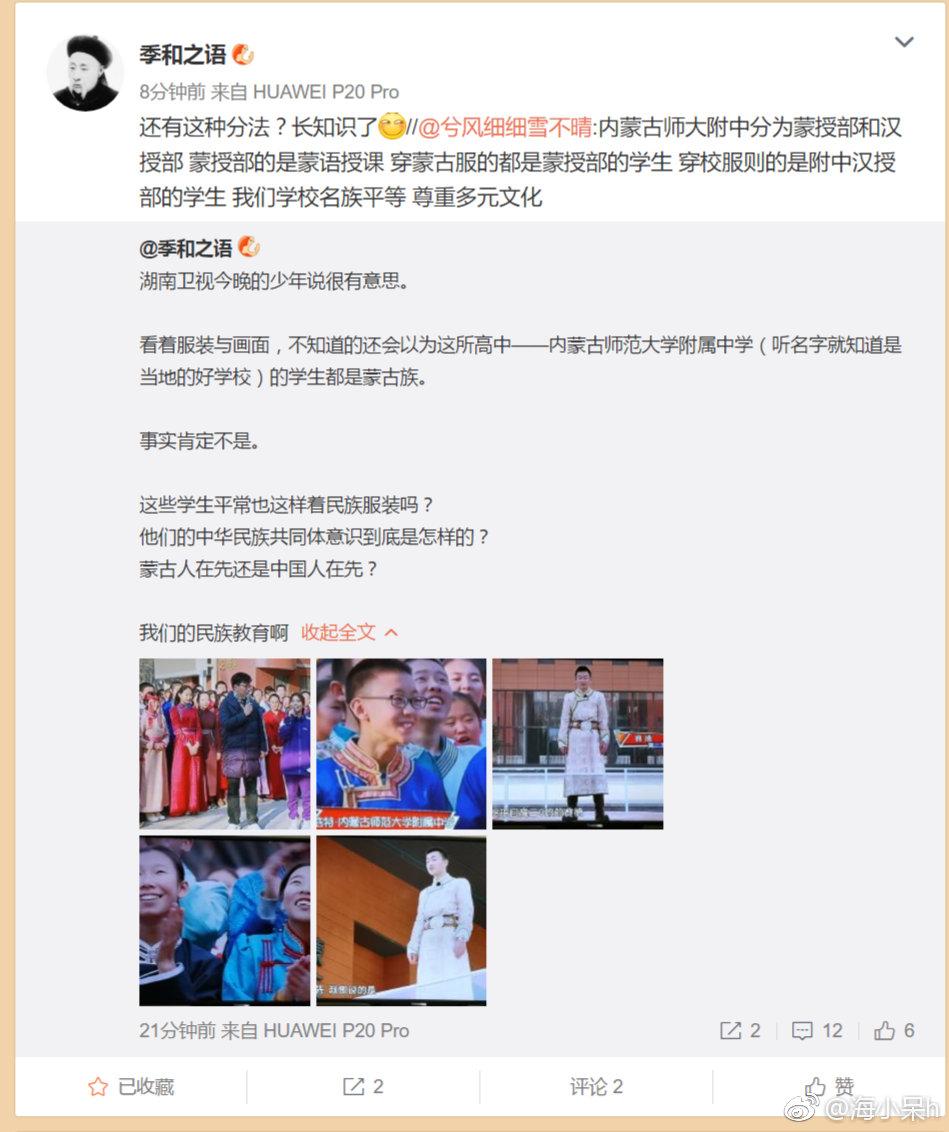 季和之语
8分钟前 来自 HUAWEI P20 Pro
还有这种分法？长知识了//@兮风细细雪不晴:内蒙古师大附中分为蒙授部和汉
授部 蒙授部的是蒙语授课 穿蒙古服的都是蒙授部的学生 穿校服则的是附中汉授
部的学生 我们学校名族平等 尊重多元文化
@季和之语
湖南卫视今晚的少年说很有意思。
看着服装与画面，不知道的还会以为这所高中——内蒙古师范大学附属中学（听名字就知道是
当地的好学校）的学生都是蒙古族。
事实肯定不是。
这些学生平常也这样着民族服装吗？
他们的中华民族共同体意识到底是怎样的？
蒙古人在先还是中国人在先？
我们的民族教育啊 收起全文
内蒙古师范大学附属中
我想说的是
21分钟前 来自 HUAWEI P20 Pro
2 12 6
已收藏 2 评论 2 赞
@海小呆h